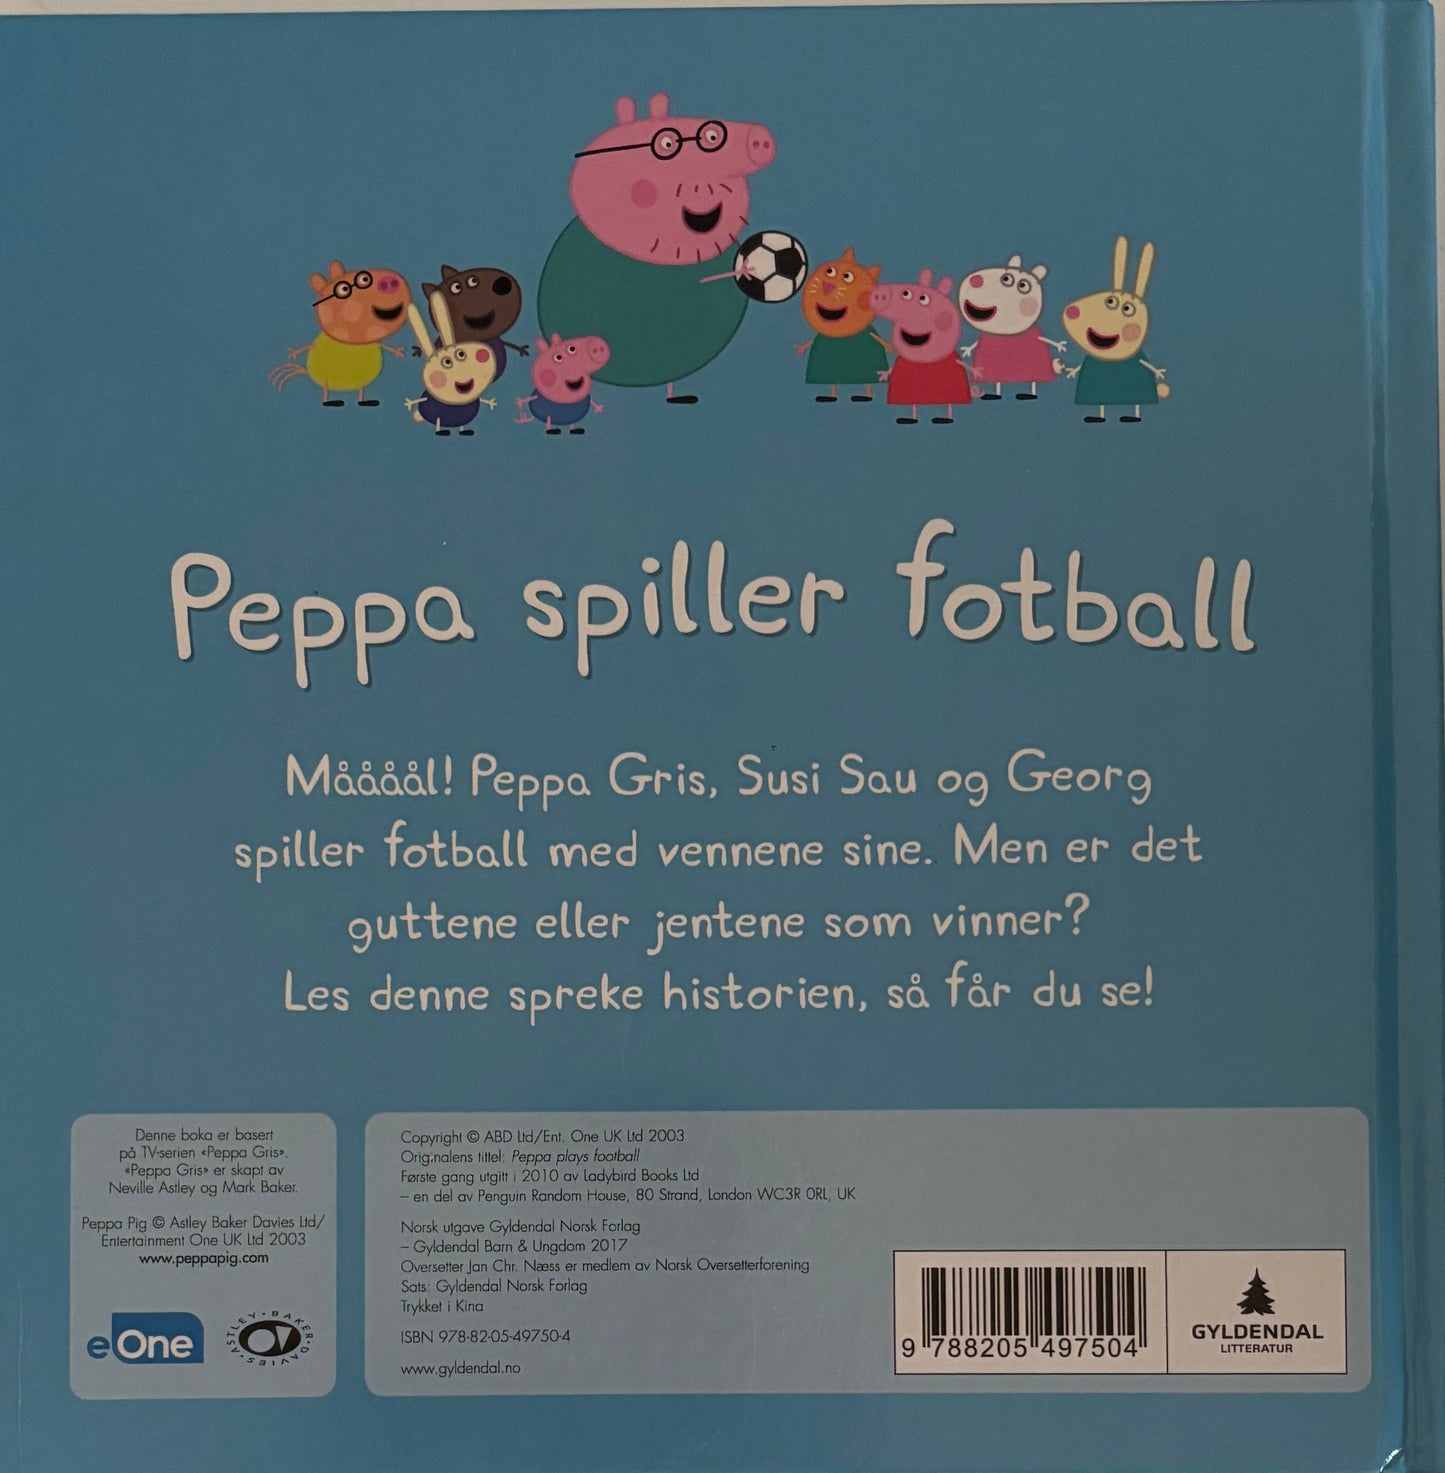 Peppa spiller fotball
Måååål! Peppa Gris, Susi Sau og Georg
spiller fotball med vennene sine. Men er det
guttene eller jentene som vinner?
Les denne spreke historien, så får du se!
Denne boka er basert
på TV-serien «Peppa Gris».
«Peppa Gris» er skapt av
Neville Astley og Mark Baker.
Peppa Pig © Astley Baker Davies Ltd/
Entertainment One UK Ltd 2003
www.peppapig.com
eOne
ASTLEY · BAKER · DAVIES ·
Copyright © ABD Ltd/Ent. One UK Ltd 2003
Originalens tittel: Peppa plays football
Første gang utgitt i 2010 av Ladybird Books Ltd
– en del av Penguin Random House, 80 Strand, London WC3R 0RL, UK
Norsk utgave Gyldendal Norsk Forlag
– Gyldendal Barn & Ungdom 2017
Oversetter Jan Chr. Næss er medlem av Norsk Oversetterforening
Sats: Gyldendal Norsk Forlag
Trykket i Kina
ISBN 978-82-05-49750-4
www.gyldendal.no
9 788205 497504
GYLDENDAL
LITTERATUR